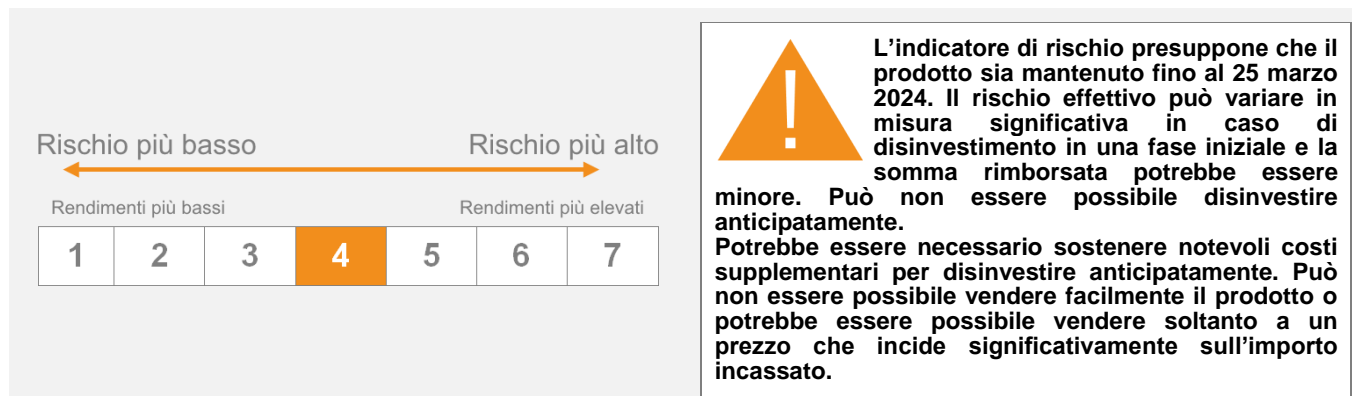 Rischio più basso
Rischio più alto
Rendimenti più bassi
Rendimenti più elevati
1 2 3 4 5 6 7
!
L’indicatore di rischio presuppone che il
prodotto sia mantenuto fino al 25 marzo
2024. Il rischio effettivo può variare in
misura significativa in caso di
disinvestimento in una fase iniziale e la
somma rimborsata potrebbe essere
minore. Può non essere possibile disinvestire
anticipatamente.
Potrebbe essere necessario sostenere notevoli costi
supplementari per disinvestire anticipatamente. Può
non essere possibile vendere facilmente il prodotto o
potrebbe essere possibile vendere soltanto a un
prezzo che incide significativamente sull’importo
incassato.